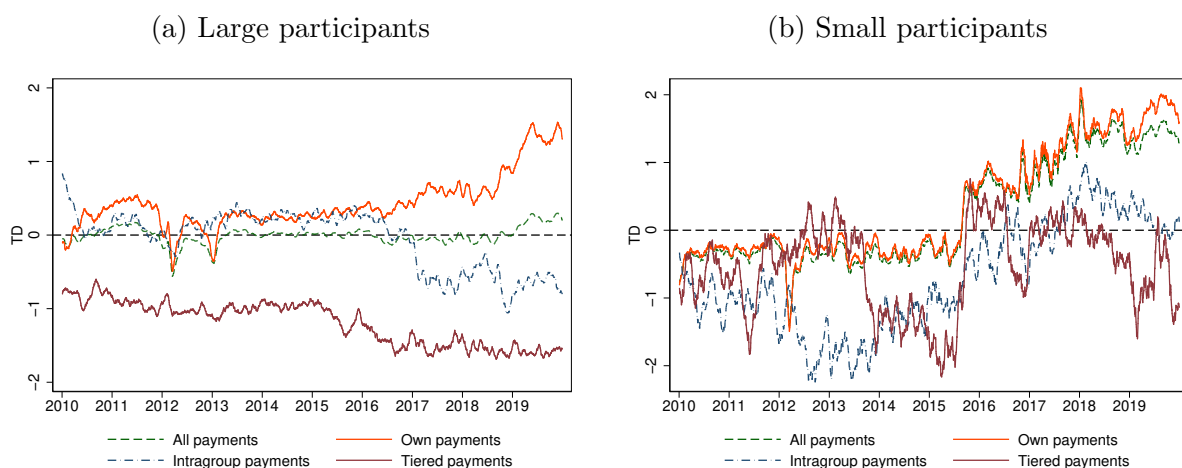 (a) Large participants
TD
2
1
0
−1
−2
2010 2011 2012 2013 2014 2015 2016 2017 2018 2019
All payments Own payments
Intragroup payments Tiered payments
(b) Small participants
TD
2
1
0
−1
−2
2010 2011 2012 2013 2014 2015 2016 2017 2018 2019
All payments Own payments
Intragroup payments Tiered payments